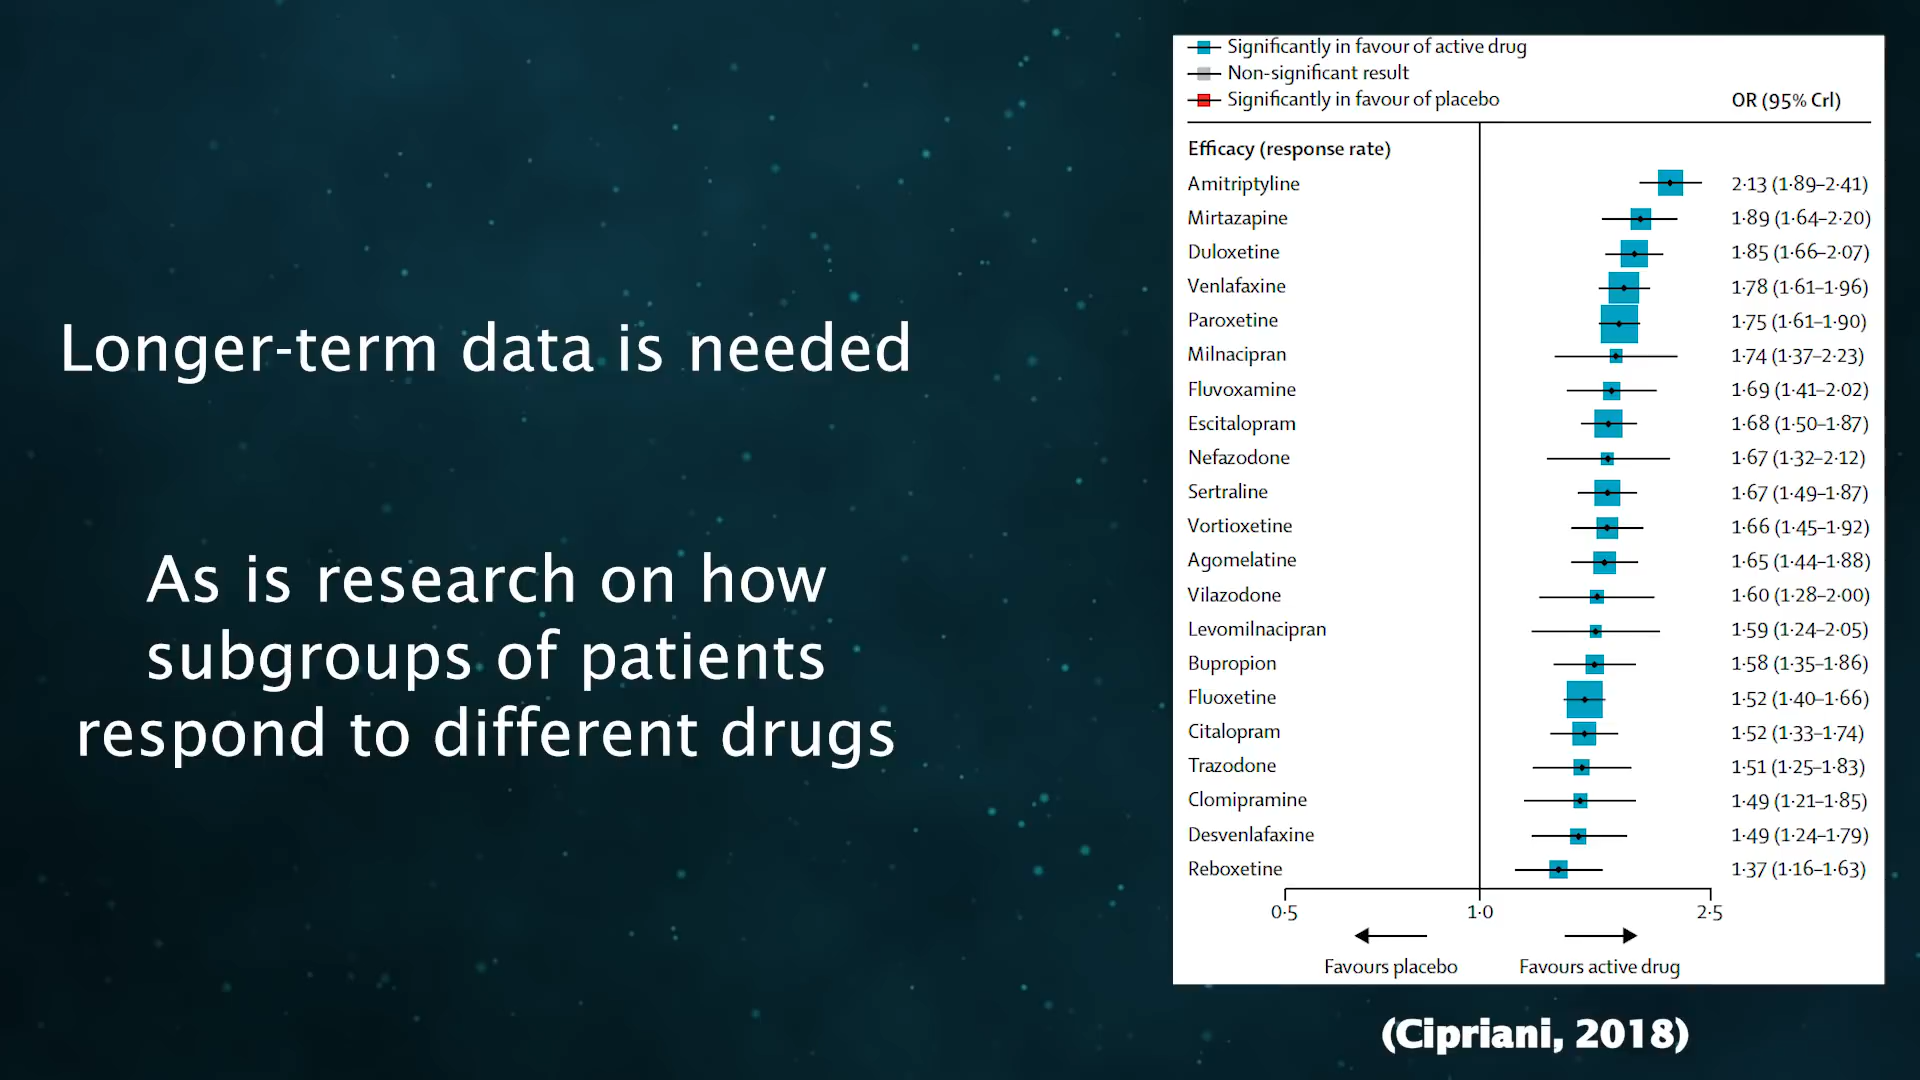 Longer-term data is needed
As is research on how
subgroups of patients
respond to different drugs
Significantly in favour of active drug
Non-significant result
Significantly in favour of placebo
OR (95% CrI)
Efficacy (response rate)
Amitriptyline 2·13 (1·89–2·41)
Mirtazapine 1·89 (1·64–2·20)
Duloxetine 1·85 (1·66–2·07)
Venlafaxine 1·78 (1·61–1·96)
Paroxetine 1·75 (1·61–1·90)
Milnacipran 1·74 (1·37–2·23)
Fluvoxamine 1·69 (1·41–2·02)
Escitalopram 1·68 (1·50–1·87)
Nefazodone 1·67 (1·32–2·12)
Sertraline 1·67 (1·49–1·87)
Vortioxetine 1·66 (1·45–1·92)
Agomelatine 1·65 (1·44–1·88)
Vilazodone 1·60 (1·28–2·00)
Levomilnacipran 1·59 (1·24–2·05)
Bupropion 1·58 (1·35–1·86)
Fluoxetine 1·52 (1·40–1·66)
Citalopram 1·52 (1·33–1·74)
Trazodone 1·51 (1·25–1·83)
Clomipramine 1·49 (1·21–1·85)
Desvenlafaxine 1·49 (1·24–1·79)
Reboxetine 1·37 (1·16–1·63)
0·5 1·0 2·5
Favours placebo Favours active drug
(Cipriani, 2018)